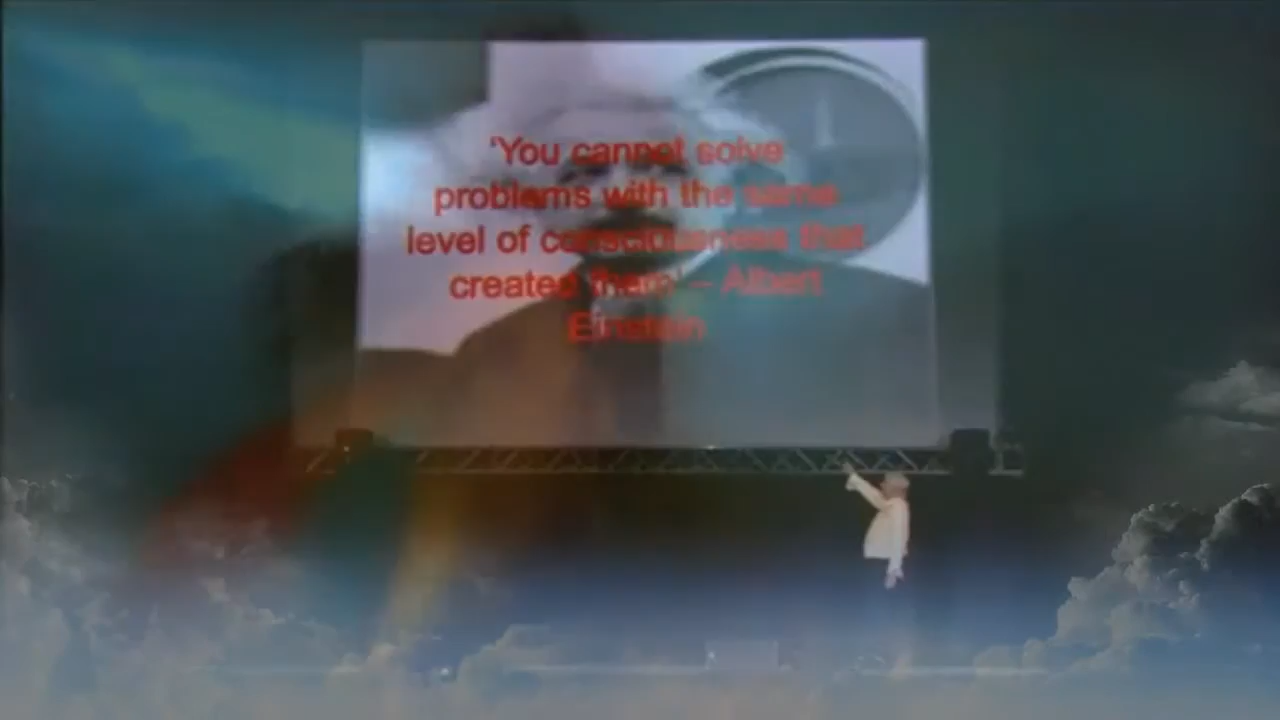 'You cannot solve
problems with the same
level of consciousness that
created them' – Albert
Einstein